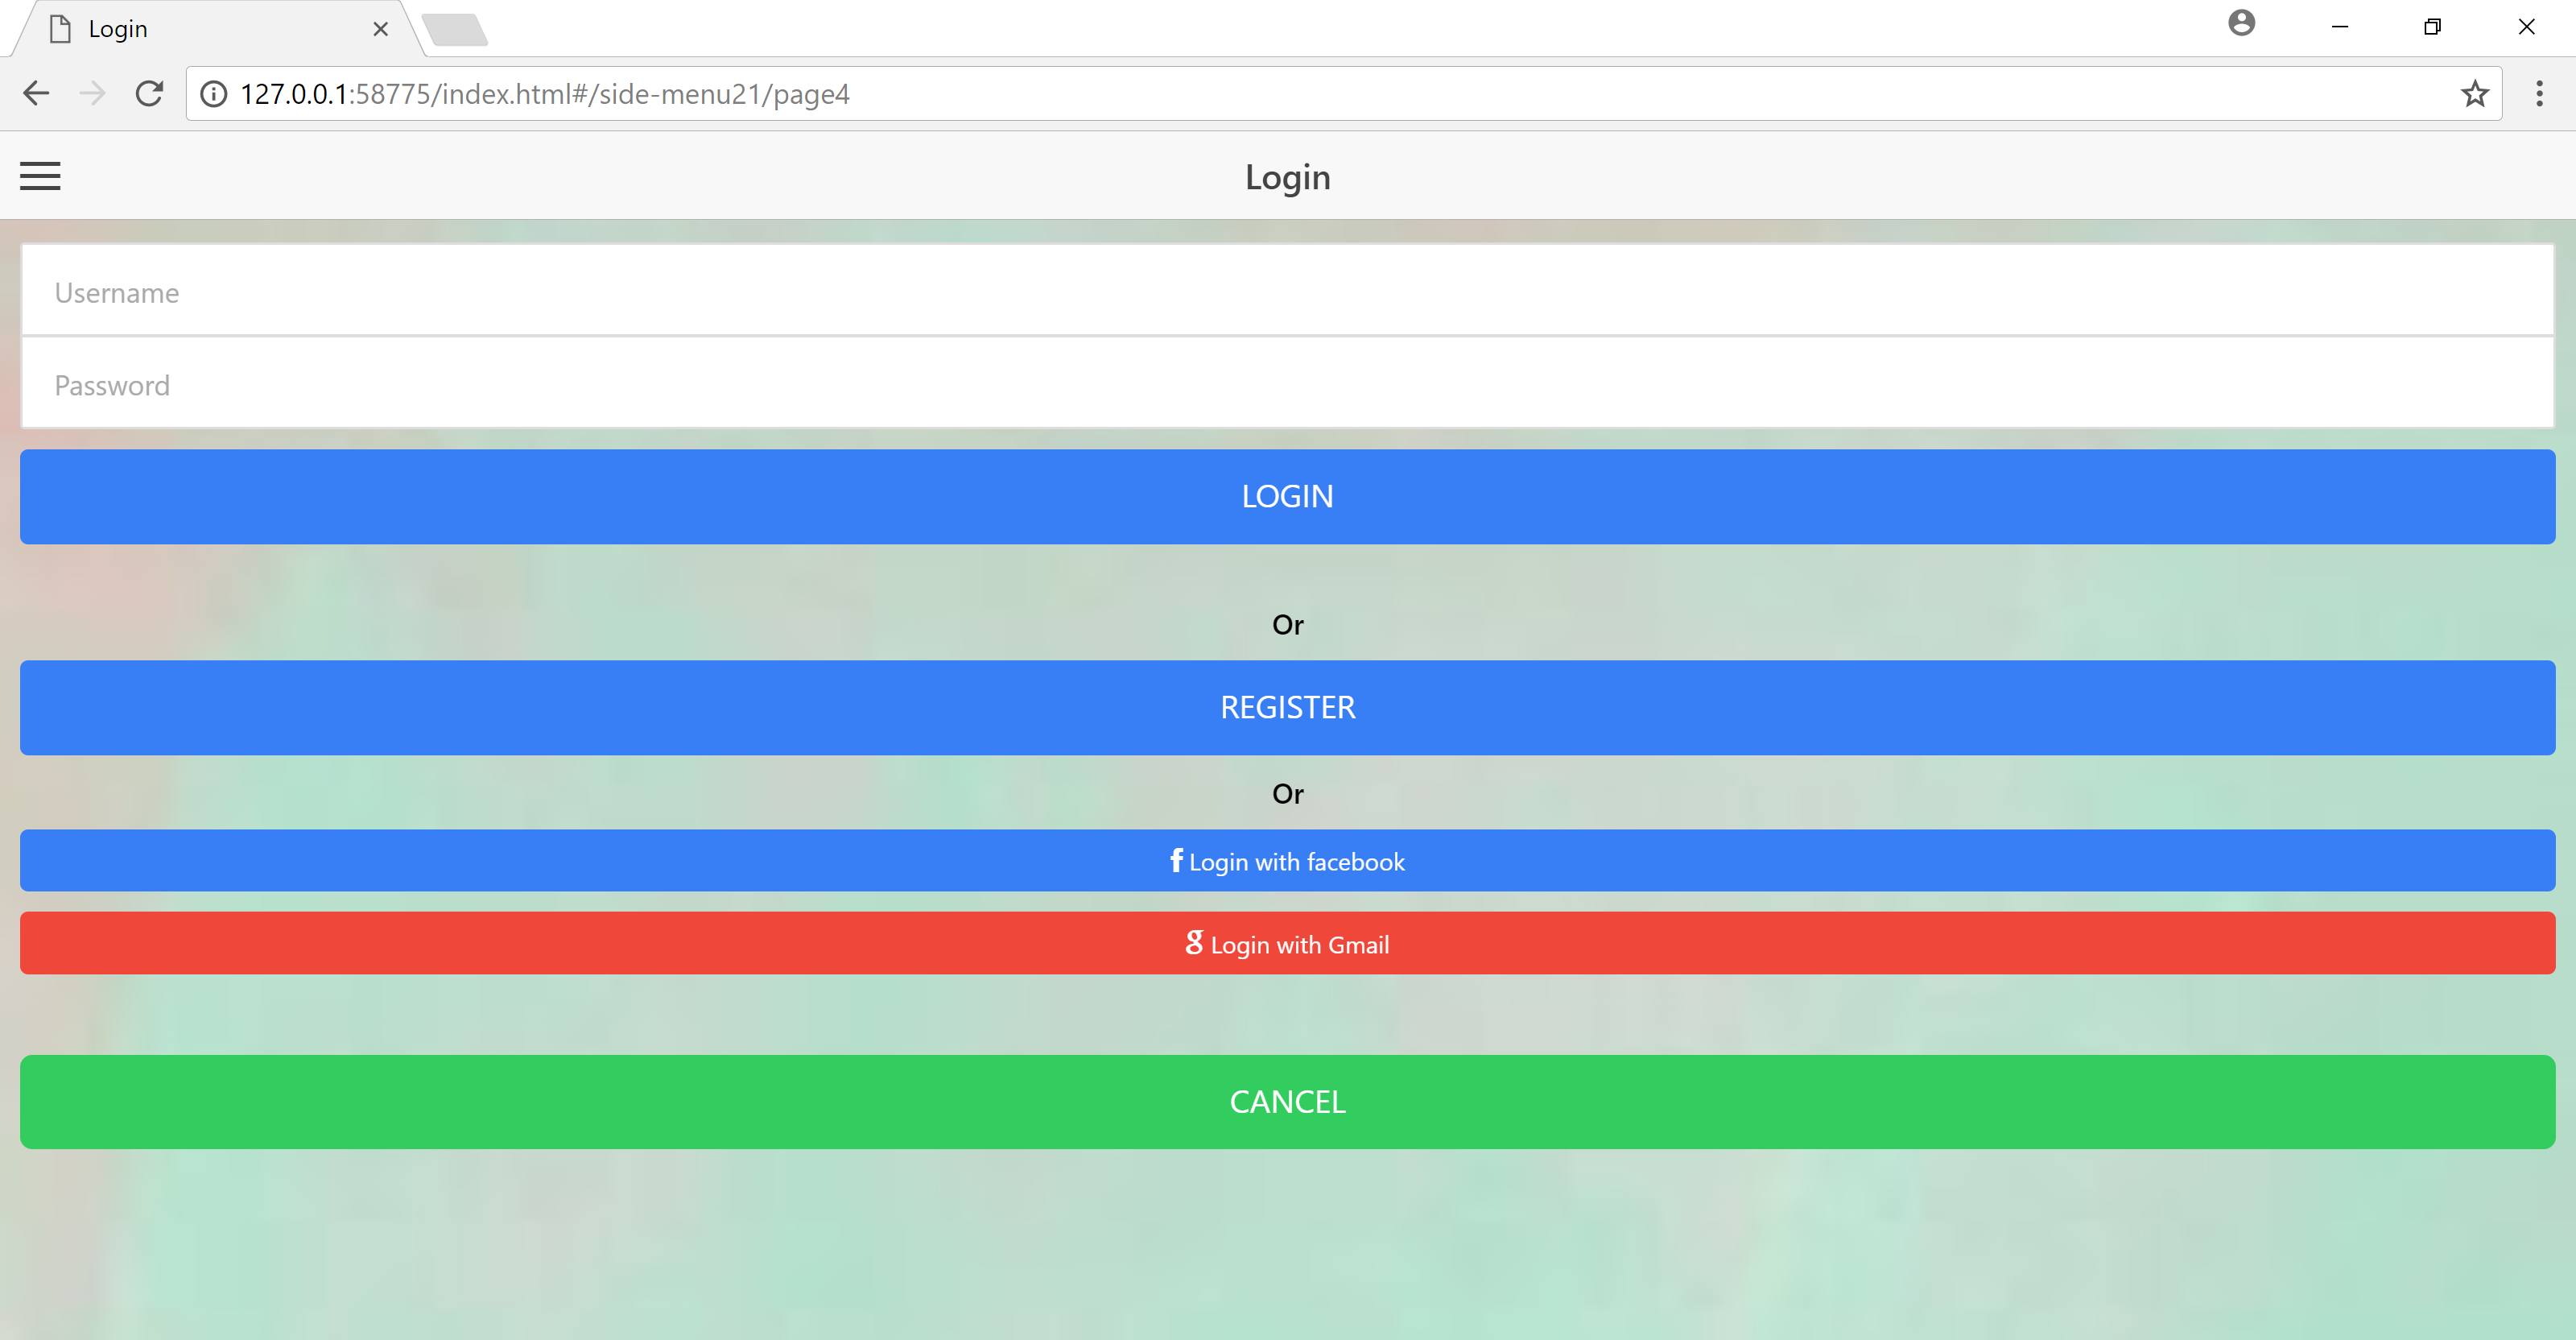 Login
127.0.0.1:58775/index.html#/side-menu21/page4
Login
Username
Password
LOGIN
Or
REGISTER
Or
f Login with facebook
g Login with Gmail
CANCEL